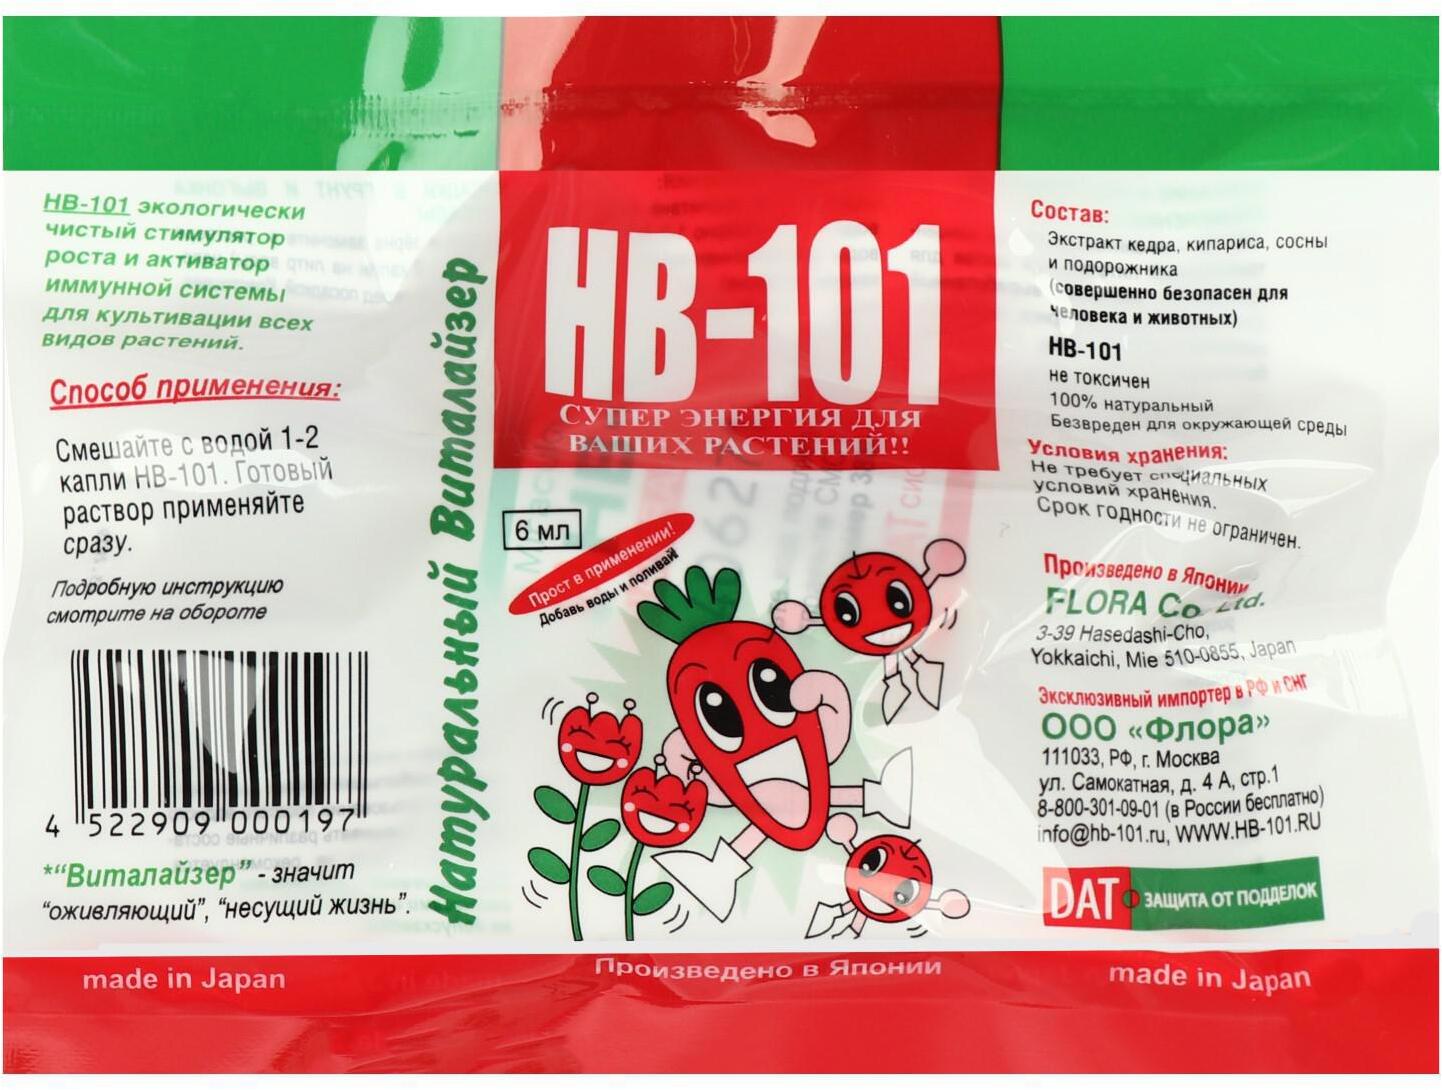 НВ-101 экологически
чистый стимулятор
роста и активатор
иммунной системы
для культивации всех
видов растений.
Способ применения:
Смешайте с водой 1-2
капли НВ-101. Готовый
раствор применяйте
сразу.
Подробную инструкцию
смотрите на обороте
4 522909 000197
*“Виталайзер” - значит
“оживляющий”, “несущий жизнь”.
made in Japan
Натуральный Виталайзер
НВ-101
СУПЕР ЭНЕРГИЯ ДЛЯ
ВАШИХ РАСТЕНИЙ!!
6 мл
Прост в применении!
Добавь воды и поливай
Произведено в Японии
Состав:
Экстракт кедра, кипариса, сосны
и подорожника
(совершенно безопасен для
человека и животных)
НВ-101
не токсичен
100% натуральный
Безвреден для окружающей среды
Условия хранения:
Не требует специальных
условий хранения.
Срок годности не ограничен.
Произведено в Японии
FLORA Co. Ltd.
3-39 Hasedashi-Cho,
Yokkaichi, Mie 510-0855, Japan
Эксклюзивный импортер в РФ и СНГ
ООО «Флора»
111033, РФ, г. Москва
ул. Самокатная, д. 4 А, стр.1
8-800-301-09-01 (в России бесплатно)
info@hb-101.ru, WWW.HB-101.RU
DAT ЗАЩИТА ОТ ПОДДЕЛОК
made in Japan